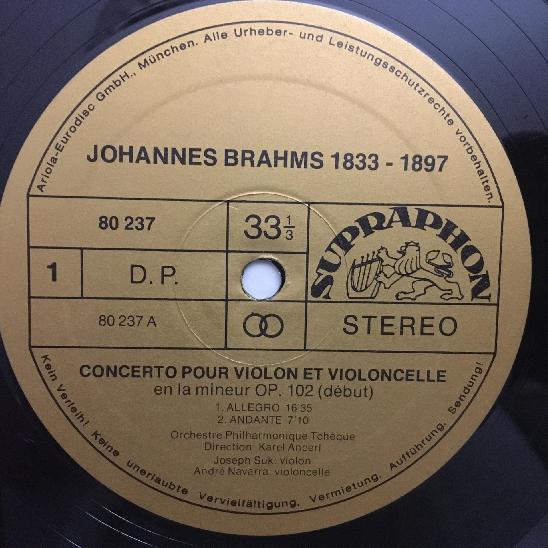 Ariola-Eurodisc GmbH., München. Alle Urheber- und Leistungsschutzrechte vorbehalten.
JOHANNES BRAHMS 1833 - 1897
80 237
33 1/3
SUPRAPHON
1
D. P.
80 237 A
STEREO
CONCERTO POUR VIOLON ET VIOLONCELLE
en la mineur OP. 102 (début)
1. ALLEGRO 16'35
2. ANDANTE 7'10
Orchestre Philharmonique Tchèque
Direction: Karel Ancerl
Joseph Suk: violon
André Navarra: violoncelle
Kein Verleih! Keine unerlaubte Vervielfältigung, Vermietung, Aufführung, Sendung!